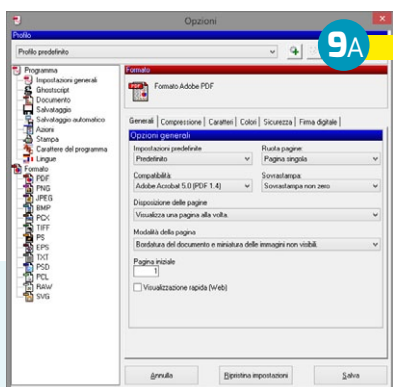 Opzioni
9A
Profilo
Profilo predefinito
Programma
Impostazioni generali
Ghostscript
Documento
Salvataggio
Salvataggio automatico
Azioni
Stampa
Carattere del programma
Lingue
Formato
PDF
PNG
JPEG
BMP
PCX
TIFF
PS
EPS
TXT
PSD
PCL
RAW
SVG
Formato
Formato Adobe PDF
Generali Compressione Caratteri Colori Sicurezza Firma digitale
Opzioni generali
Impostazioni predefinite Ruota pagine:
Predefinito Pagina singola
Compatibilità Sovrastampa:
Adobe Acrobat 5.0 (PDF 1.4) Sovrastampa non zero
Disposizione delle pagine
Visualizza una pagina alla volta.
Modalità della pagina
Bordatura del documento e miniatura delle immagini non visibili.
Pagina iniziale
1
Visualizzazione rapida (Web)
Annulla Ripristina impostazioni Salva